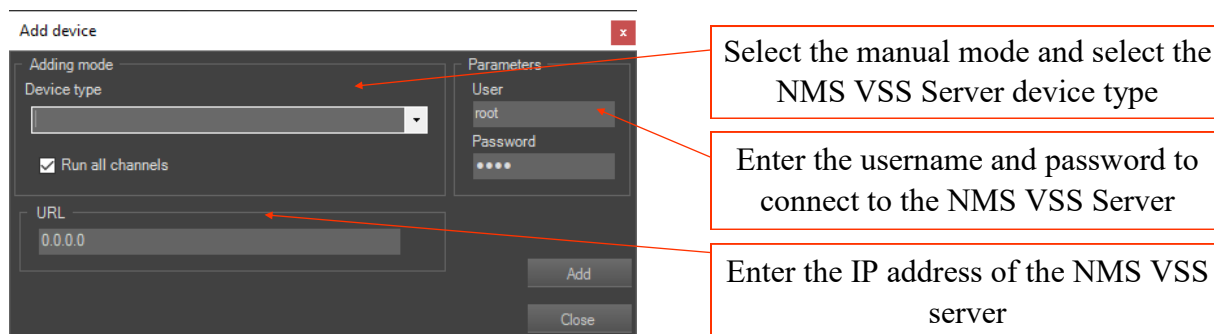 Add device
x
Adding mode
Device type
Run all channels
Parameters
User
root
Password
••••
URL
0.0.0.0
Add
Close
Select the manual mode and select the
NMS VSS Server device type
Enter the username and password to
connect to the NMS VSS Server
Enter the IP address of the NMS VSS
server